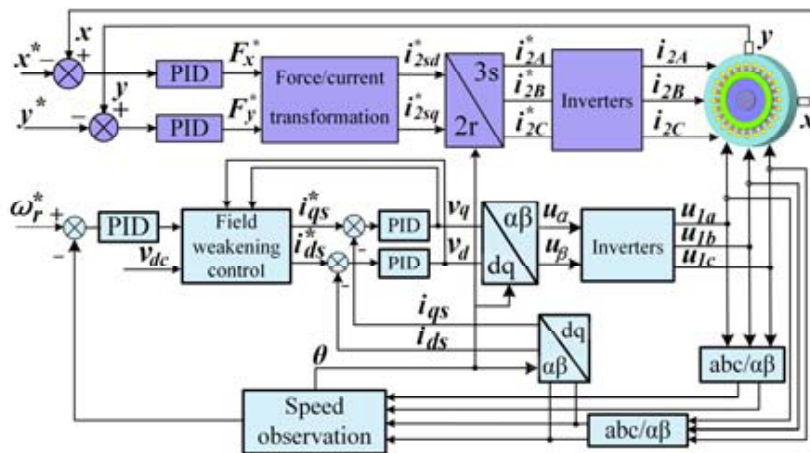 x* x y
PID F*x Force/current transformation i*2sd 3s 2r i*2A Inverters i2A
y* y PID F*y i*2sq i*2B i2B
i*2C i2C x
ω*r PID Field weakening control i*qs PID vq αβ dq uα Inverters u1a
vdc i*ds PID vd uβ u1b
u1c
iqs
ids
dq αβ
θ
abc/αβ
Speed observation
abc/αβ